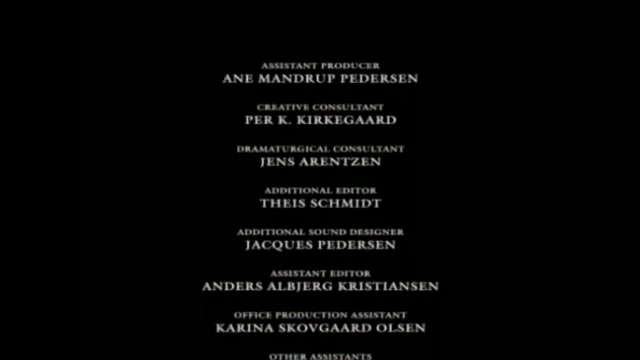 ASSISTANT PRODUCER
ANE MANDRUP PEDERSEN
CREATIVE CONSULTANT
PER K. KIRKEGAARD
DRAMATURGICAL CONSULTANT
JENS ARENTZEN
ADDITIONAL EDITOR
THEIS SCHMIDT
ADDITIONAL SOUND DESIGNER
JACQUES PEDERSEN
ASSISTANT EDITOR
ANDERS ALBJERG KRISTIANSEN
OFFICE PRODUCTION ASSISTANT
KARINA SKOVGAARD OLSEN
OTHER ASSISTANTS